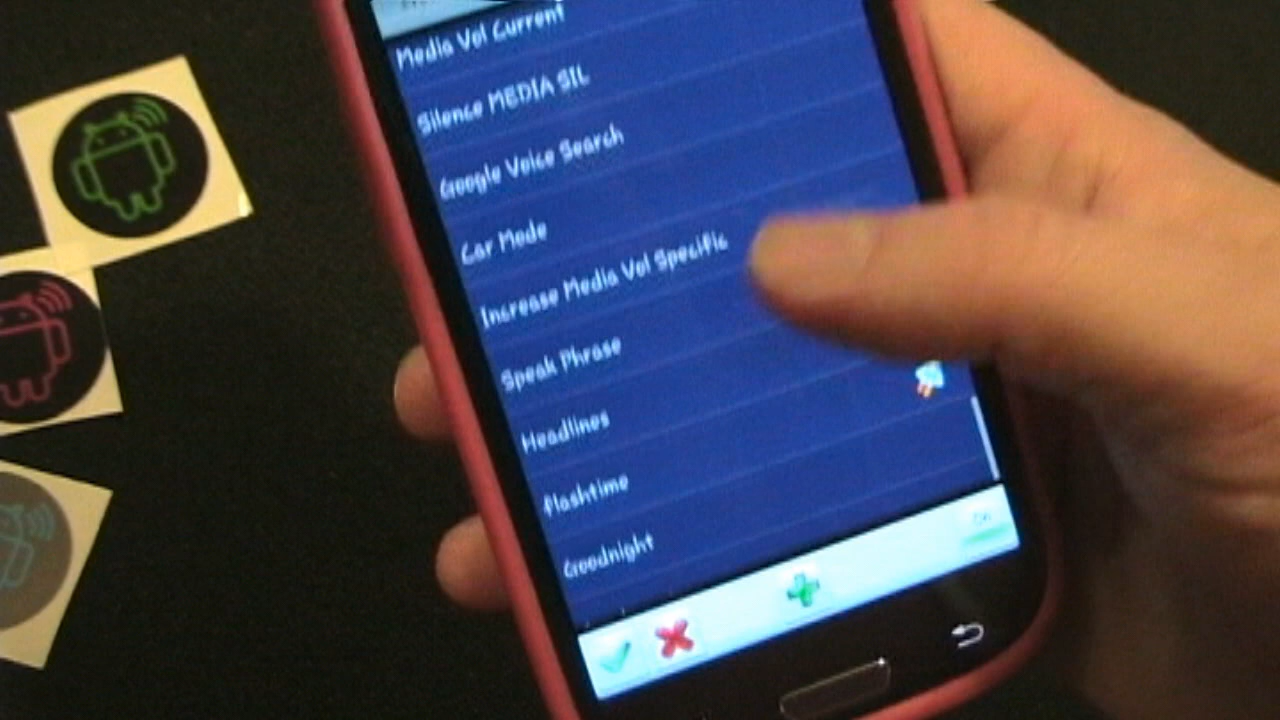 Media Vol Current
Silence MEDIA SIL
Google Voice Search
Car Mode
Increase Media Vol Specific
Speak Phrase
Headlines
flashtime
Goodnight